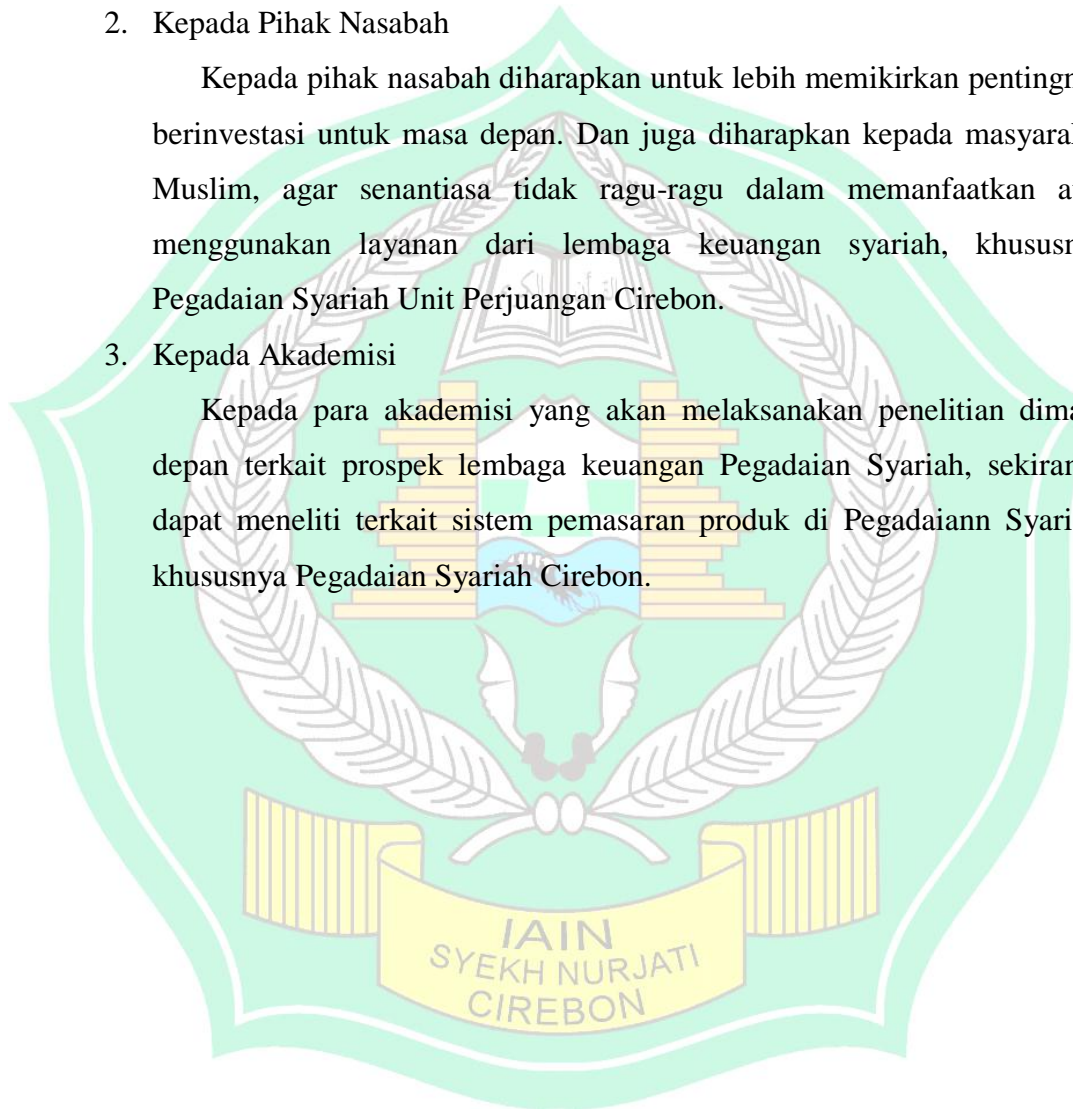 2. Kepada Pihak Nasabah
Kepada pihak nasabah diharapkan untuk lebih memikirkan pentingn
berinvestasi untuk masa depan. Dan juga diharapkan kepada masyaral
Muslim, agar senantiasa tidak ragu-ragu dalam memanfaatkan a
menggunakan layanan dari lembaga keuangan syariah, khususn
Pegadaian Syariah Unit Perjuangan Cirebon.
3. Kepada Akademisi
Kepada para akademisi yang akan melaksanakan penelitian dima
depan terkait prospek lembaga keuangan Pegadaian Syariah, sekiran
dapat meneliti terkait sistem pemasaran produk di Pegadaiann Syari
khususnya Pegadaian Syariah Cirebon.
IAIN
SYEKH NURJATI
CIREBON